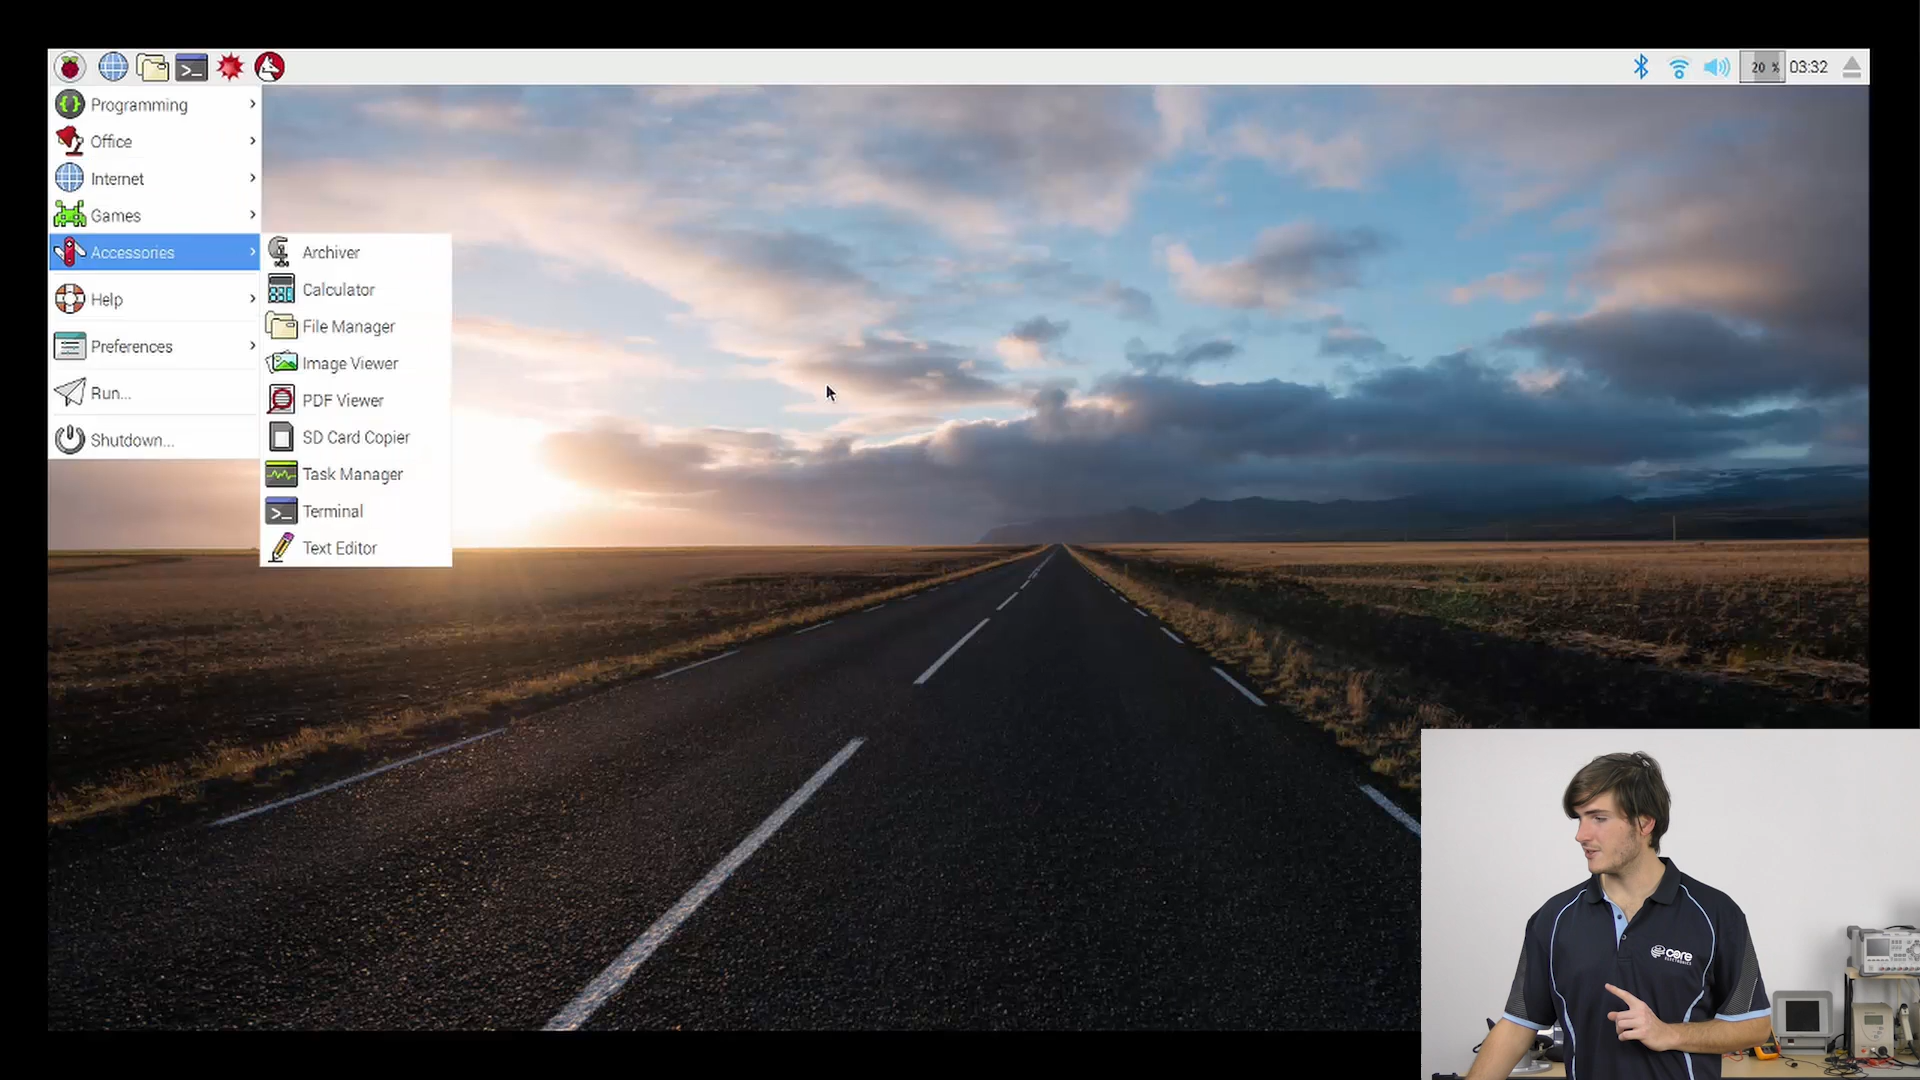 20 %
03:32
Programming
Office
Internet
Games
Accessories
Help
Preferences
Run...
Shutdown...
Archiver
Calculator
File Manager
Image Viewer
PDF Viewer
SD Card Copier
Task Manager
>_ Terminal
Text Editor
core
ELECTRONICS